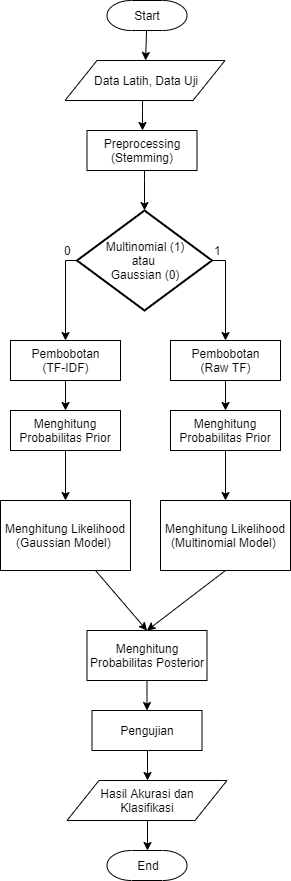 Start
Data Latih, Data Uji
Preprocessing
(Stemming)
Multinomial (1)
atau
Gaussian (0)
0
1
Pembobotan
(TF-IDF)
Pembobotan
(Raw TF)
Menghitung
Probabilitas Prior
Menghitung
Probabilitas Prior
Menghitung Likelihood
(Gaussian Model)
Menghitung Likelihood
(Multinomial Model)
Menghitung
Probabilitas Posterior
Pengujian
Hasil Akurasi dan
Klasifikasi
End